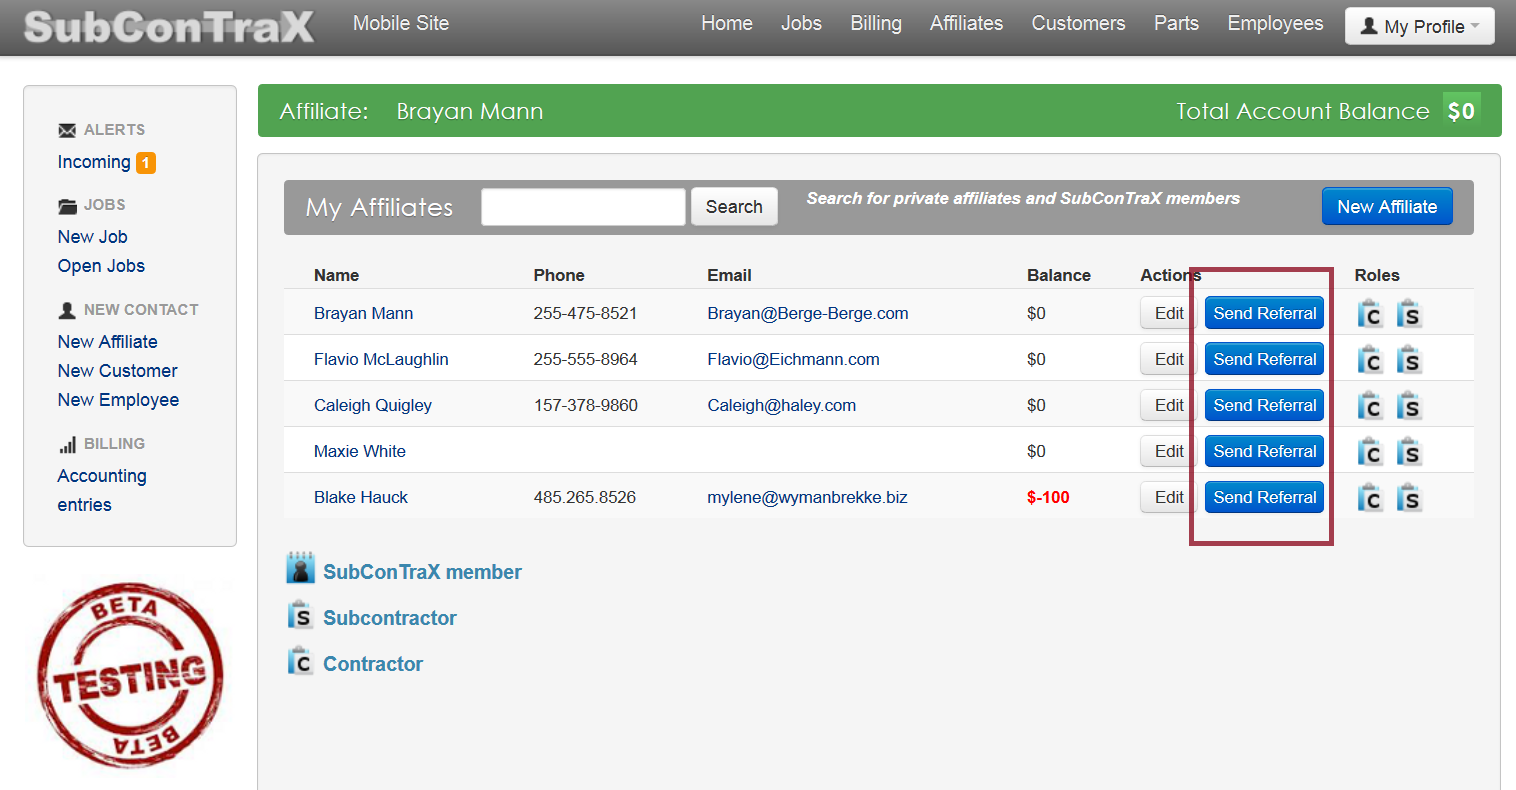 SubConTraX Mobile Site Home Jobs Billing Affiliates Customers Parts Employees My Profile
ALERTS
Incoming 1
JOBS
New Job
Open Jobs
NEW CONTACT
New Affiliate
New Customer
New Employee
BILLING
Accounting
entries
BETA
TESTING
BETA
Affiliate: Brayan Mann Total Account Balance $0
My Affiliates Search Search for private affiliates and SubConTraX members New Affiliate
Name Phone Email Balance Actions Roles
Brayan Mann 255-475-8521 Brayan@Berge-Berge.com $0 Edit Send Referral C S
Flavio McLaughlin 255-555-8964 Flavio@Eichmann.com $0 Edit Send Referral C S
Caleigh Quigley 157-378-9860 Caleigh@haley.com $0 Edit Send Referral C S
Maxie White $0 Edit Send Referral C S
Blake Hauck 485.265.8526 mylene@wymanbrekke.biz $-100 Edit Send Referral C S
SubConTraX member
S Subcontractor
C Contractor